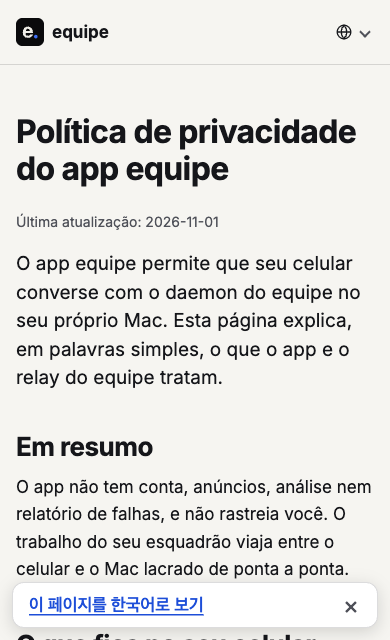 e. equipe
Política de privacidade
do app equipe
Última atualização: 2026-11-01
O app equipe permite que seu celular
converse com o daemon do equipe no
seu próprio Mac. Esta página explica,
em palavras simples, o que o app e o
relay do equipe tratam.
Em resumo
O app não tem conta, anúncios, análise nem
relatório de falhas, e não rastreia você. O
trabalho do seu esquadrão viaja entre o
celular e o Mac lacrado de ponta a ponta.
이 페이지를 한국어로 보기